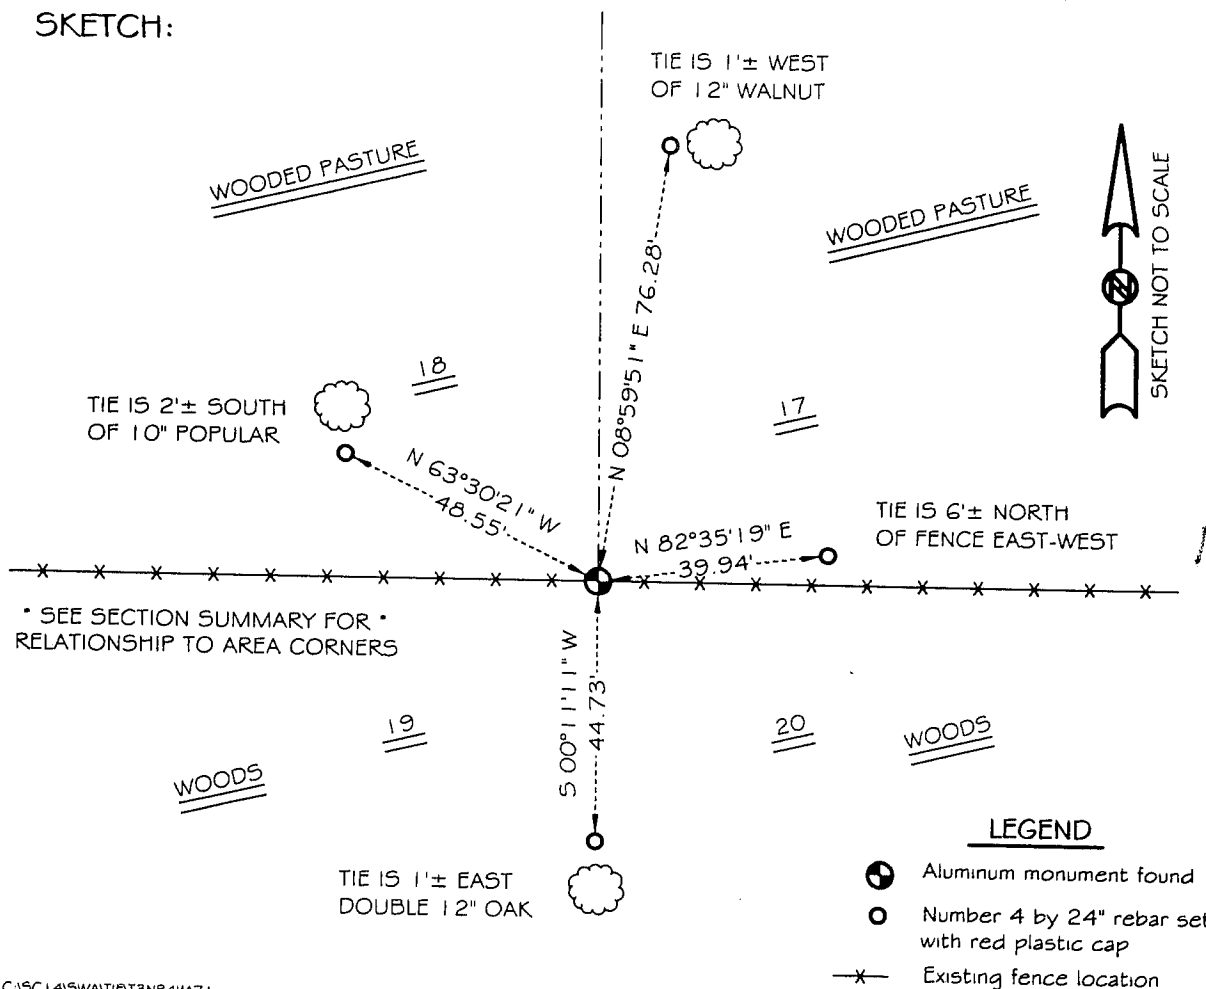 SKETCH:
TIE IS 1'± WEST
OF 12" WALNUT
WOODED PASTURE
WOODED PASTURE
SKETCH NOT TO SCALE
N
N 08°59'51" E 76.28'
18
17
TIE IS 2'± SOUTH
OF 10" POPULAR
N 63°30'21" W
48.55'
N 82°35'19" E
39.94'
TIE IS 6'± NORTH
OF FENCE EAST-WEST
* SEE SECTION SUMMARY FOR *
RELATIONSHIP TO AREA CORNERS
S 00°11'11" W
44.73'
19
20
WOODS
WOODS
TIE IS 1'± EAST
DOUBLE 12" OAK
LEGEND
Aluminum monument found
Number 4 by 24" rebar set
with red plastic cap
Existing fence location